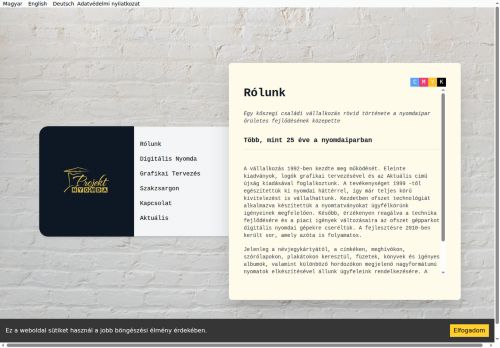 Magyar English Deutsch Adatvédelmi nyilatkozat
C M Y K
Rólunk
Egy kőszegi családi vállalkozás rövid története a nyomdaipar
őrületes fejlődésének közepette
Több, mint 25 éve a nyomdaiparban
A vállalkozás 1992-ben kezdte meg működését. Eleinte
kiadványok, logók grafikai tervezésével és az Aktuális című
újság kiadásával foglalkoztunk. A tevékenységet 1999 -től
egészítettük ki nyomdai háttérrel, így már teljes körű
kivitelezést is vállalhattunk. Kezdetben ofszet technológiát
alkalmazva készítettük a nyomtatványokat ügyfélkörünk
igényeinek megfelelően. Később, érzékenyen reagálva a technika
fejlődésére és a piaci igények változásaira az ofszet gépparkot
digitális nyomdai gépekre cseréltük. A fejlesztésre 2010-ben
került sor, amely azóta is folyamatos.
Jelenleg a névjegykártyától, a címkéken, meghívókon,
szórólapokon, plakátokon keresztül, füzetek, könyvek és igényes
albumok, valamint különböző hordozókon megjelenő nagyformátumú
nyomatok elkészítésével állunk ügyfeleink rendelkezésére. A
Projekt
NYOMDA
Rólunk
Digitális Nyomda
Grafikai Tervezés
Szakzsargon
Kapcsolat
Aktuális
Ez a weboldal sütiket használ a jobb böngészési élmény érdekében.
Elfogadom